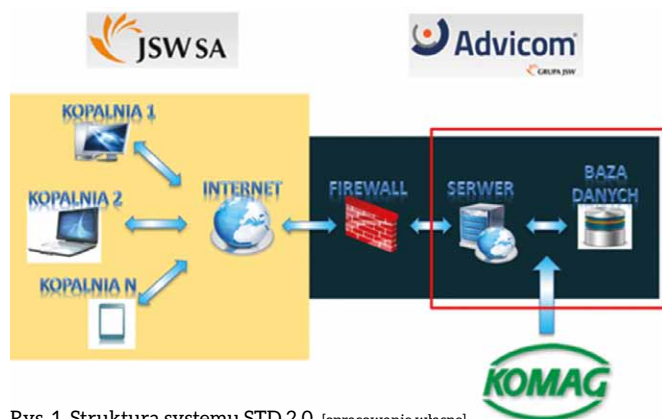 JSW SA
Advicom®
GRUPA JSW
KOPALNIA 1
KOPALNIA 2
KOPALNIA N
INTERNET
FIREWALL
SERWER
BAZA
DANYCH
KOMAG
Rys. 1. Struktura systemu STD 2.0 [opracowanie własne]